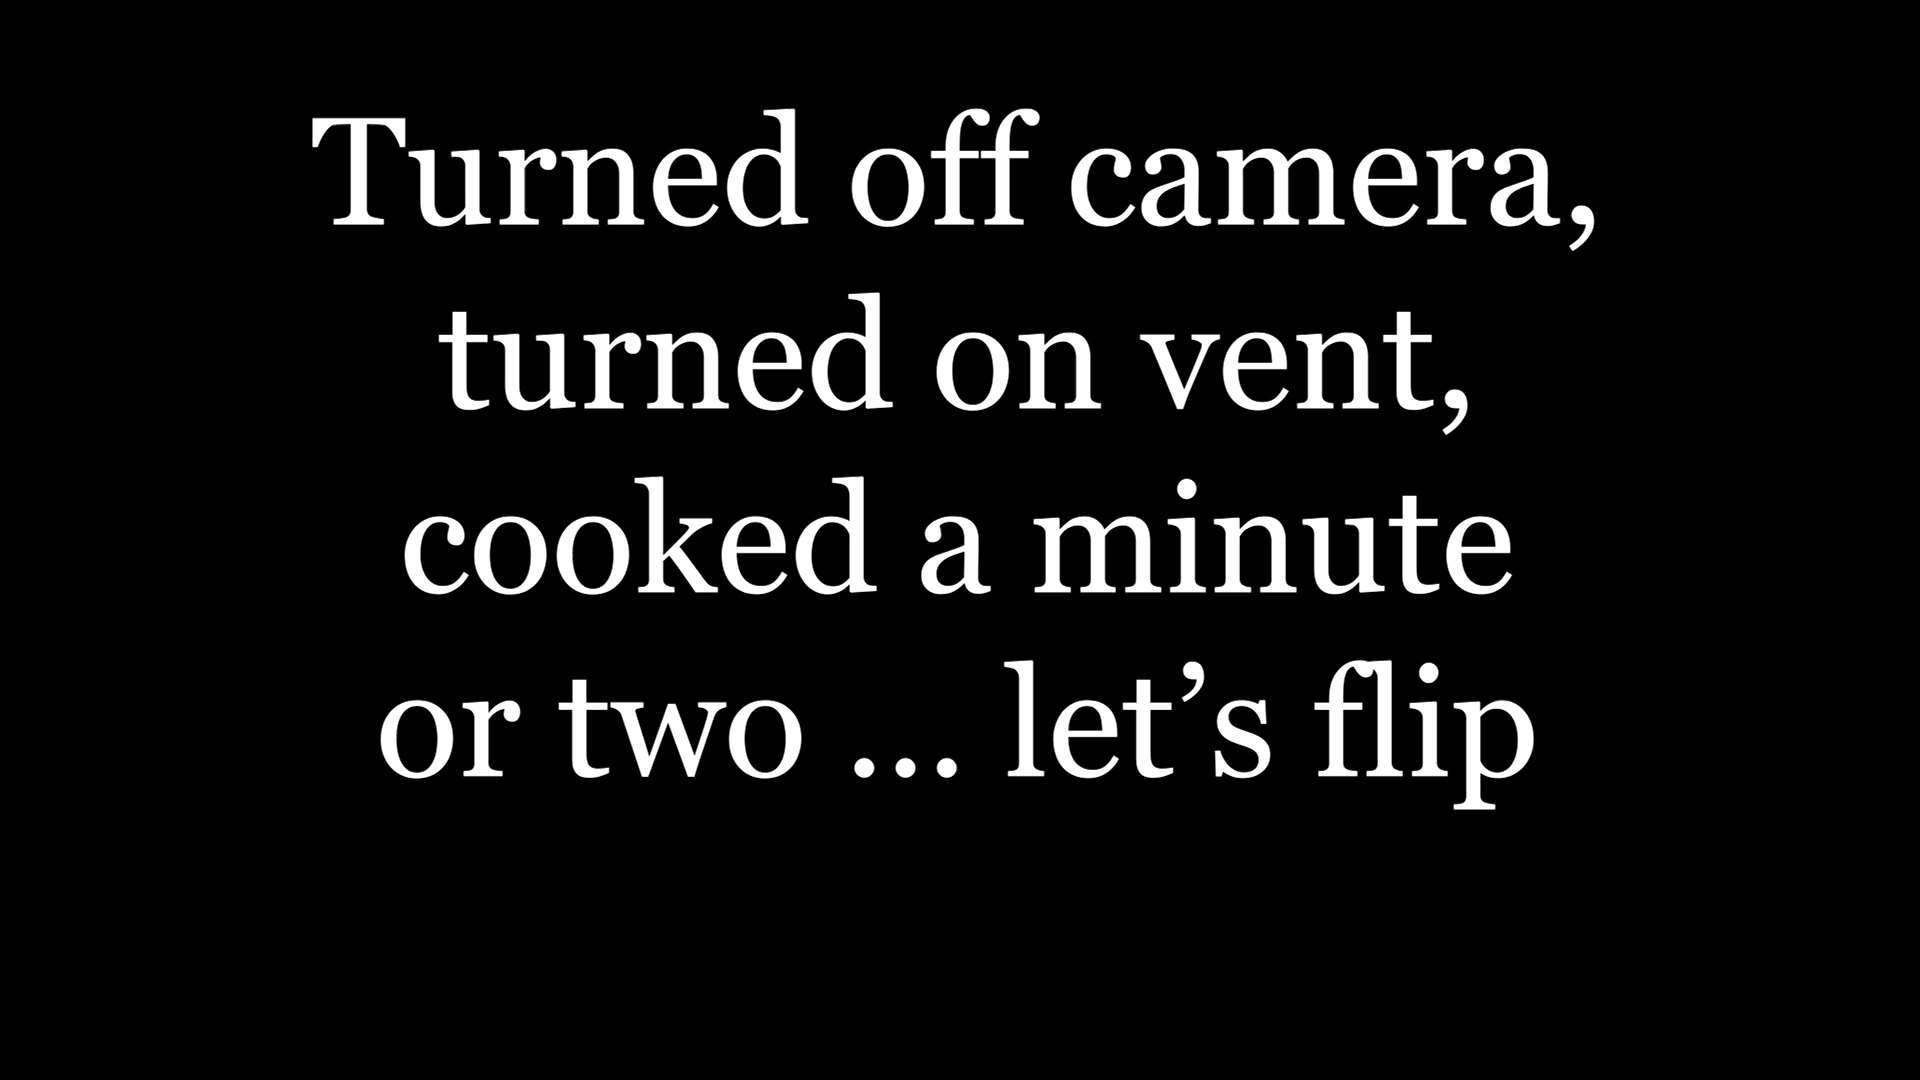 Turned off camera,
turned on vent,
cooked a minute
or two ... let’s flip